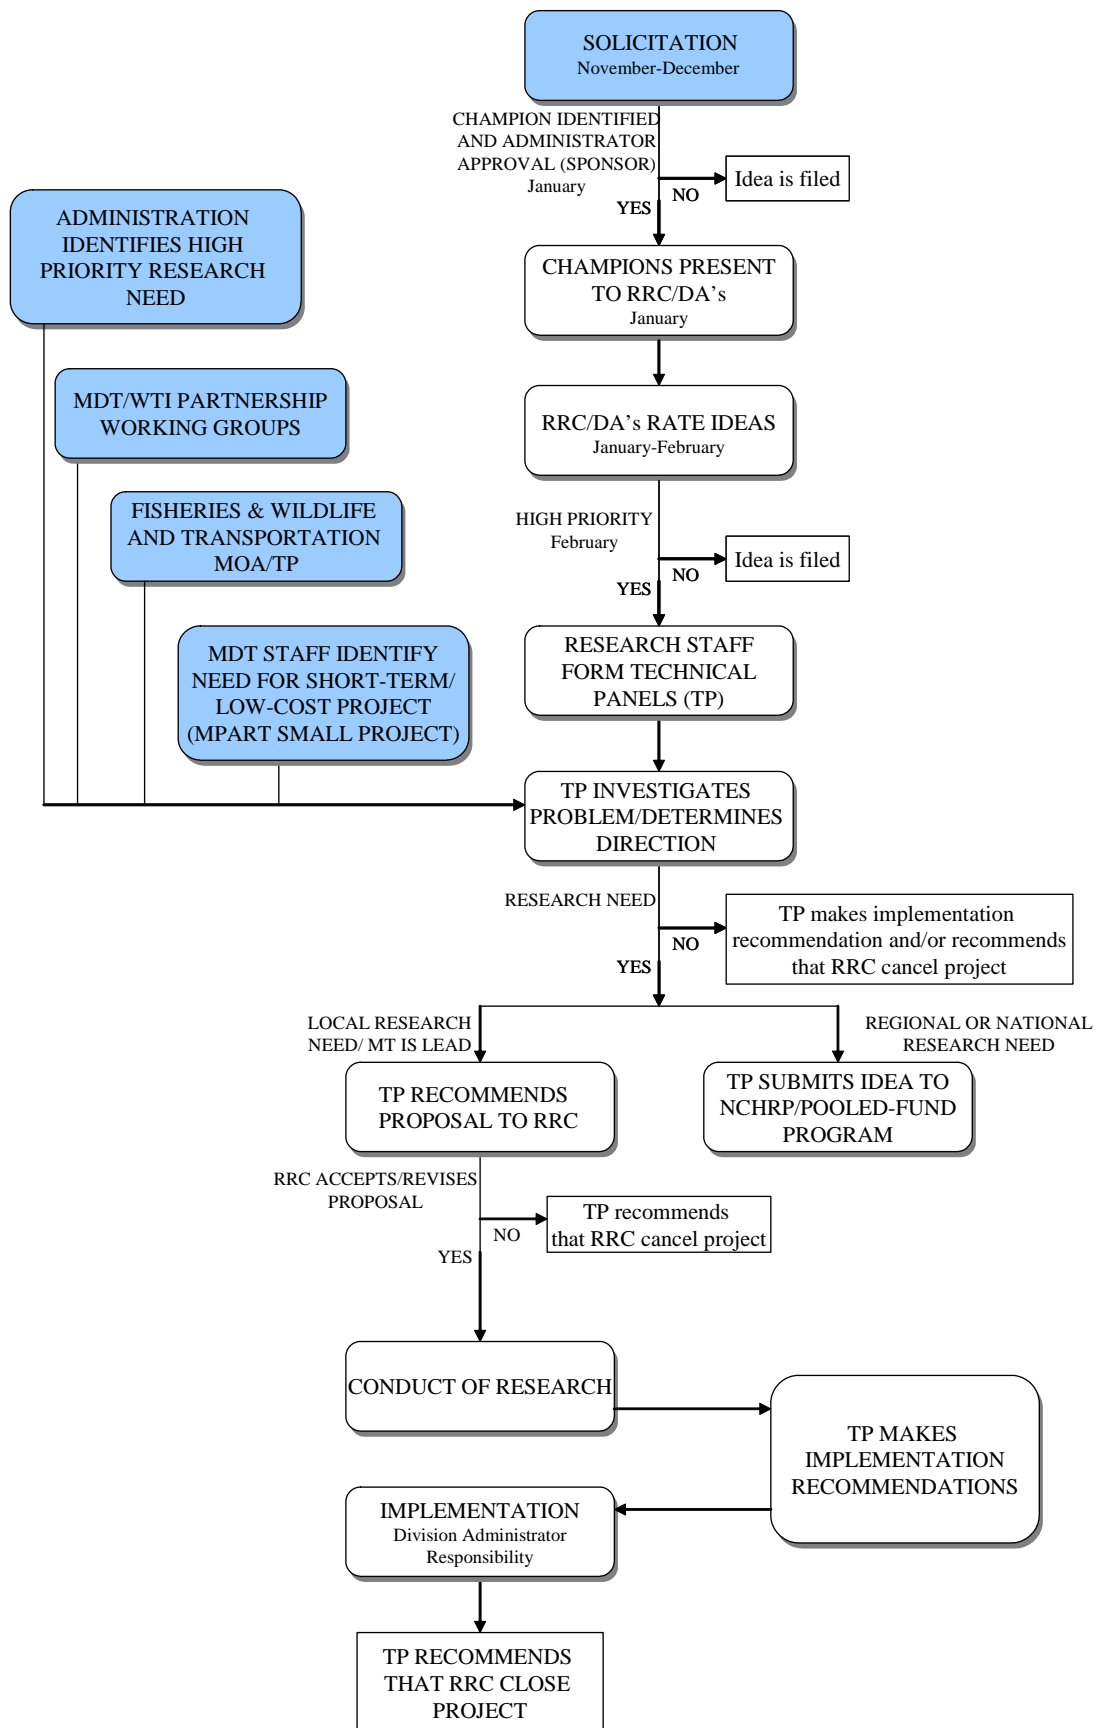 SOLICITATION
November-December
CHAMPION IDENTIFIED
AND ADMINISTRATOR
APPROVAL (SPONSOR)
January
NO
Idea is filed
YES
ADMINISTRATION
IDENTIFIES HIGH
PRIORITY RESEARCH
NEED
CHAMPIONS PRESENT
TO RRC/DA's
January
MDT/WTI PARTNERSHIP
WORKING GROUPS
RRC/DA's RATE IDEAS
January-February
FISHERIES & WILDLIFE
AND TRANSPORTATION
MOA/TP
HIGH PRIORITY
February
NO
Idea is filed
YES
MDT STAFF IDENTIFY
NEED FOR SHORT-TERM/
LOW-COST PROJECT
(MPART SMALL PROJECT)
RESEARCH STAFF
FORM TECHNICAL
PANELS (TP)
TP INVESTIGATES
PROBLEM/DETERMINES
DIRECTION
RESEARCH NEED
NO
TP makes implementation
recommendation and/or recommends
that RRC cancel project
YES
LOCAL RESEARCH
NEED/ MT IS LEAD
REGIONAL OR NATIONAL
RESEARCH NEED
TP RECOMMENDS
PROPOSAL TO RRC
TP SUBMITS IDEA TO
NCHRP/POOLED-FUND
PROGRAM
RRC ACCEPTS/REVISES
PROPOSAL
NO
TP recommends
that RRC cancel project
YES
CONDUCT OF RESEARCH
TP MAKES
IMPLEMENTATION
RECOMMENDATIONS
IMPLEMENTATION
Division Administrator
Responsibility
TP RECOMMENDS
THAT RRC CLOSE
PROJECT